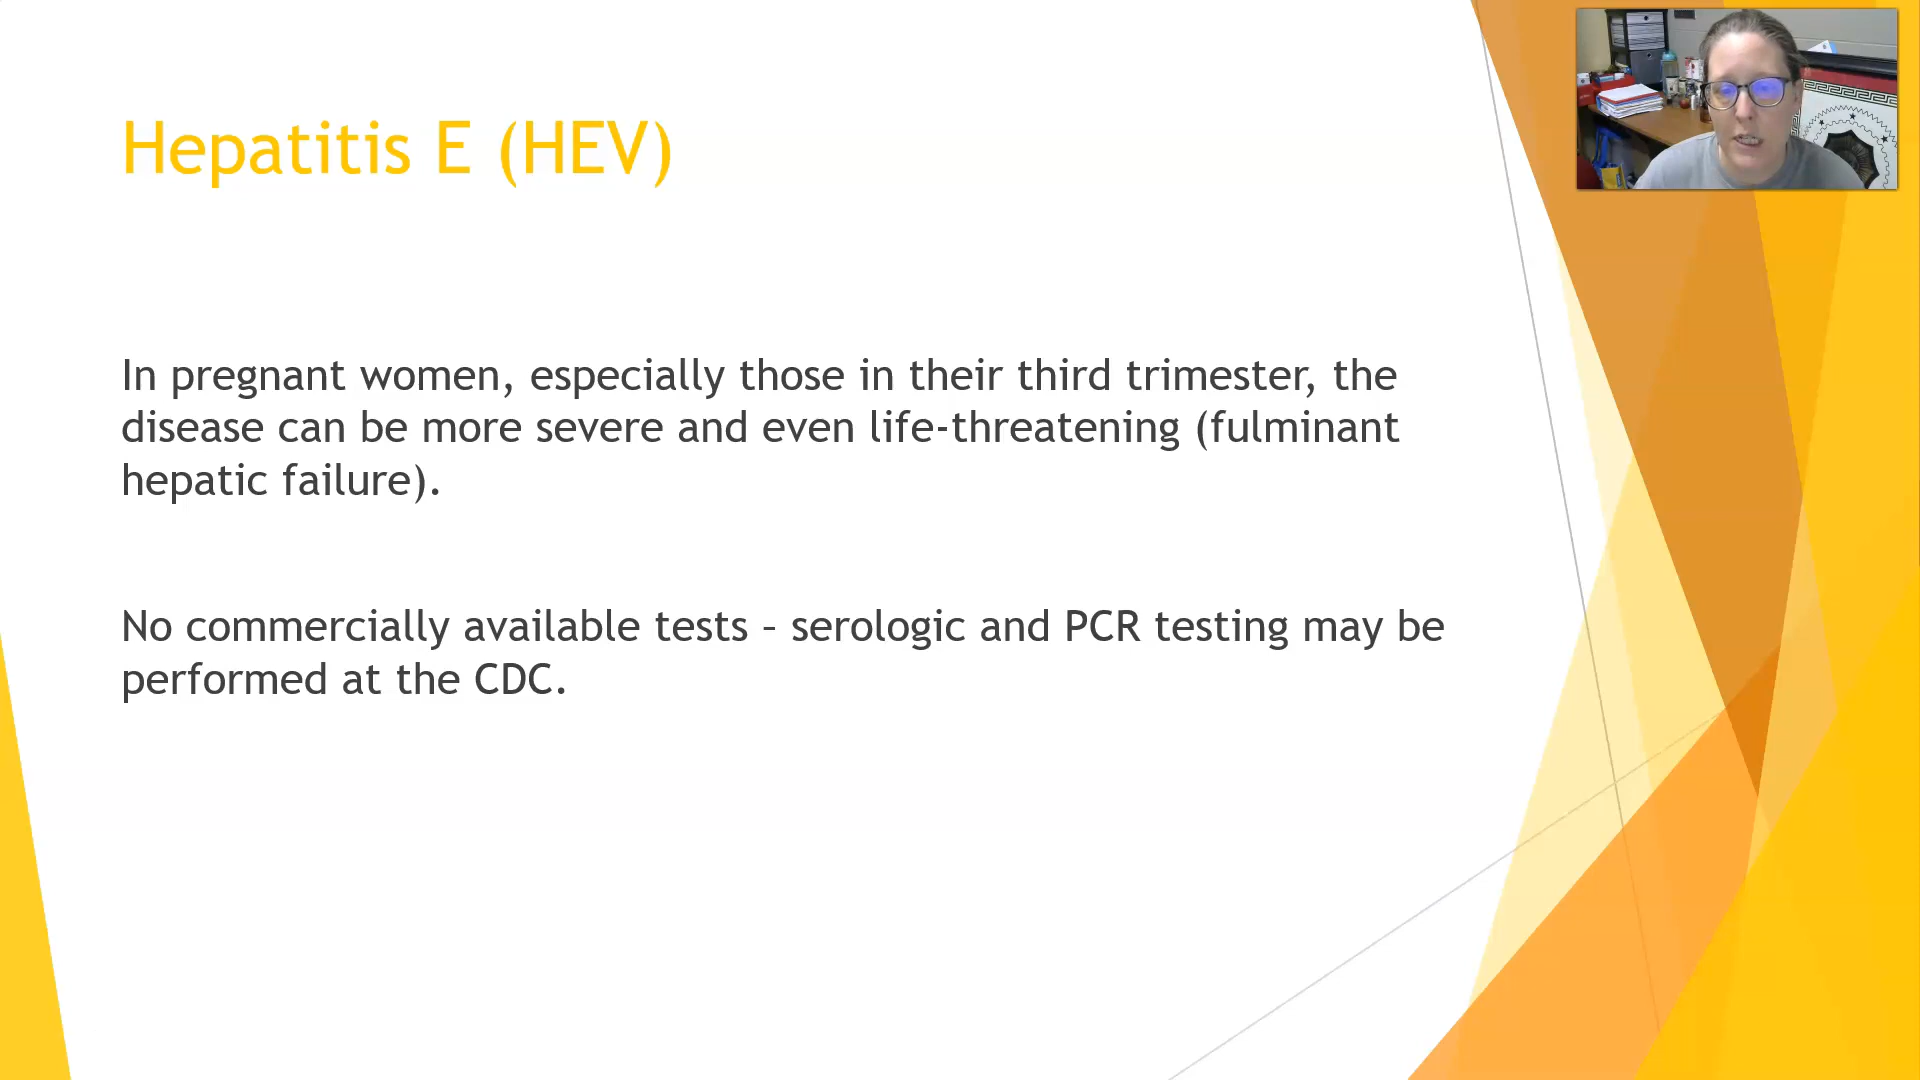 Hepatitis E (HEV)
In pregnant women, especially those in their third trimester, the
disease can be more severe and even life-threatening (fulminant
hepatic failure).
No commercially available tests – serologic and PCR testing may be
performed at the CDC.